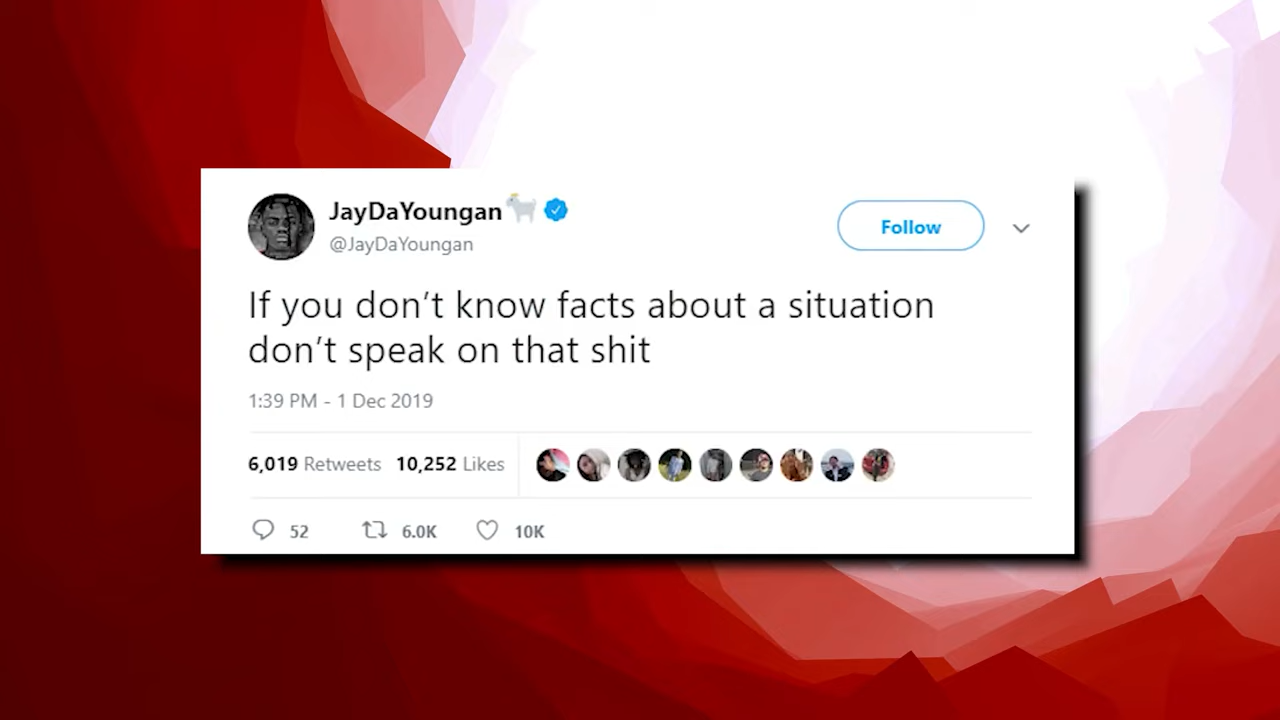 JayDaYoungan
@JayDaYoungan
Follow
If you don’t know facts about a situation
don’t speak on that shit
1:39 PM - 1 Dec 2019
6,019 Retweets 10,252 Likes
52 6.0K 10K